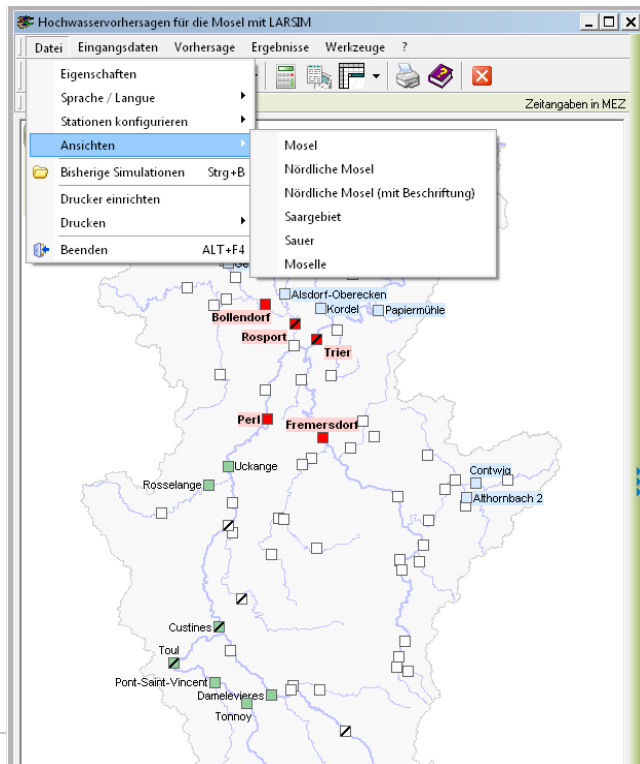 Hochwasservorhersagen für die Mosel mit LARSIM
Datei Eingangsdaten Vorhersage Ergebnisse Werkzeuge ?
Zeitangaben in MEZ
Eigenschaften
Sprache / Langue
Stationen konfigurieren
Ansichten
Bisherige Simulationen Strg+B
Drucker einrichten
Drucken
Beenden ALT+F4
Mosel
Nördliche Mosel
Nördliche Mosel (mit Beschriftung)
Saargebiet
Sauer
Moselle
Alsdorf-Oberecken
Bollendorf
Kordel
Papiermühle
Rosport
Trier
Perl
Fremersdorf
Uckange
Contwig
Rosselange
Althornbach 2
Custines
Toul
Pont-Saint-Vincent
Damelevieres
Tonnoy